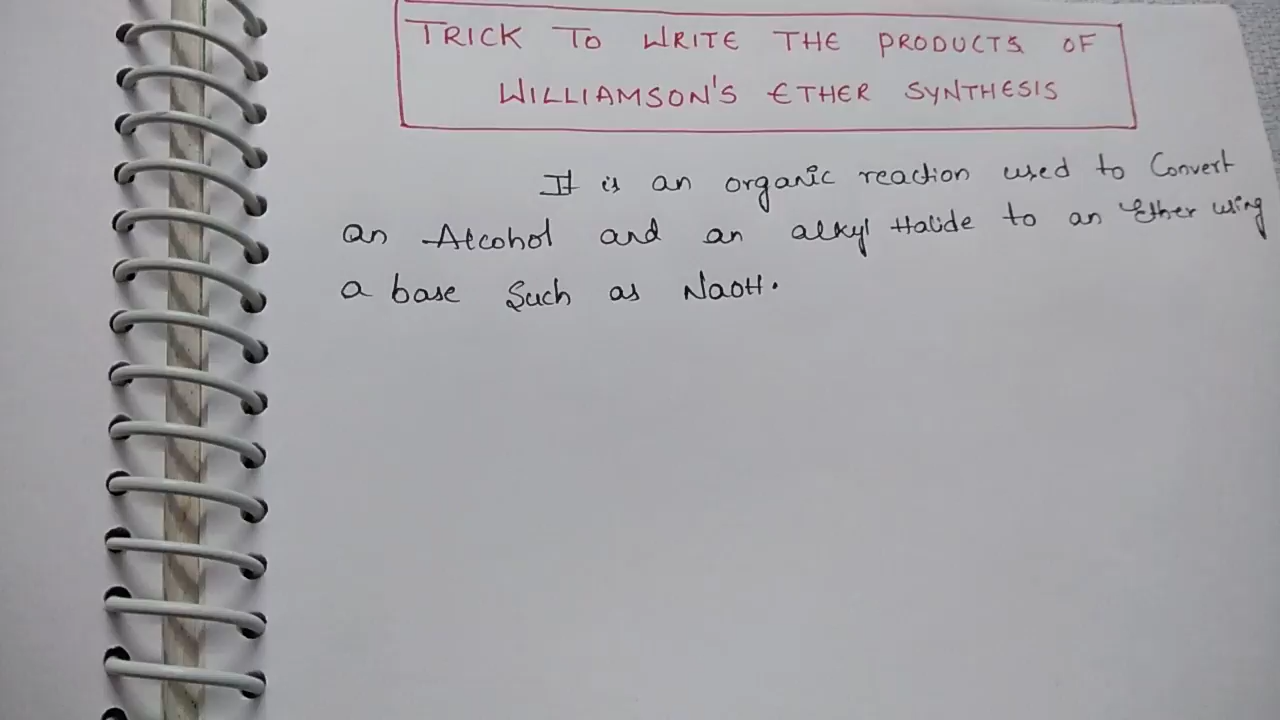 TRICK TO WRITE THE PRODUCTS OF
WILLIAMSON'S ETHER SYNTHESIS
It is an organic reaction used to Convert
an Alcohol and an alkyl Halide to an Ether using
a base Such as NaOH.